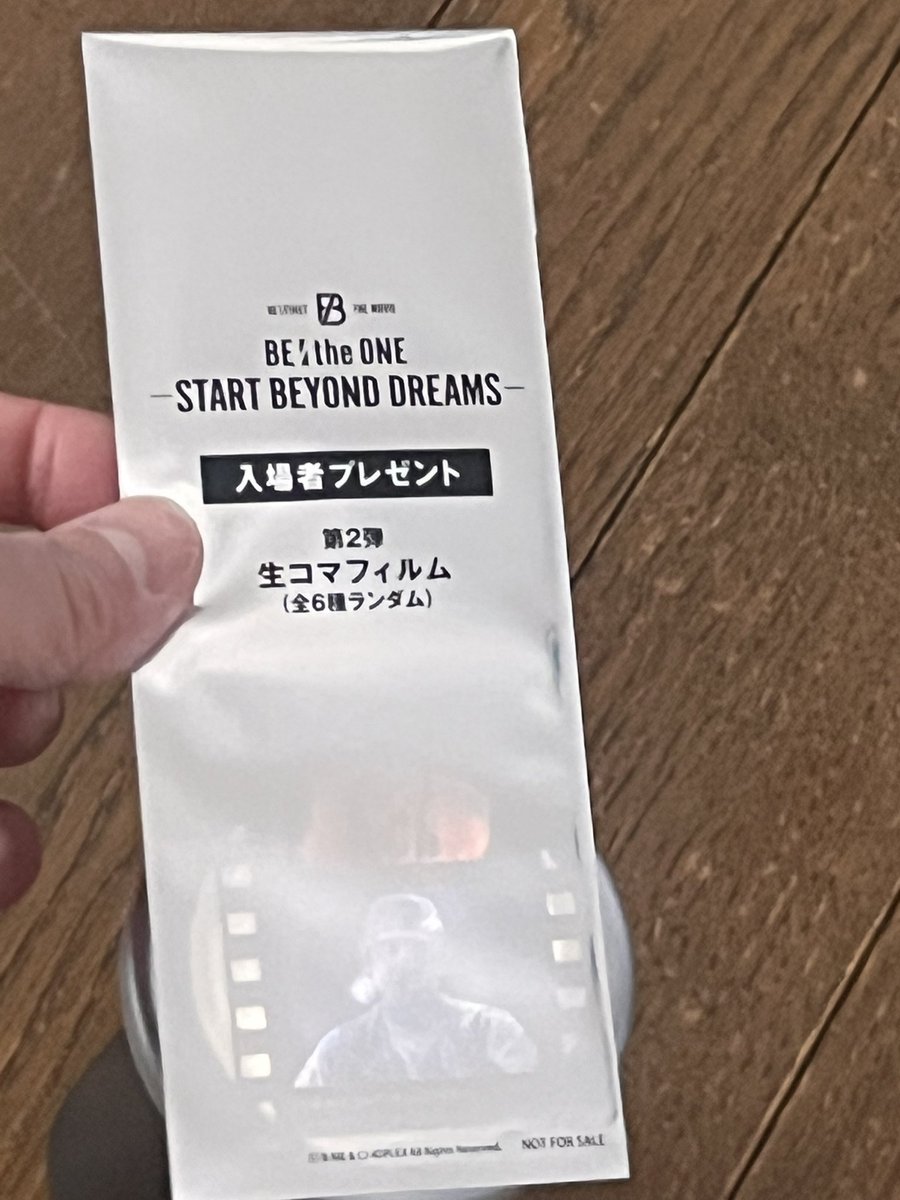 BE:the ONE
-START BEYOND DREAMS-
入場者プレゼント
第2弾
生コマフィルム
(全6種ランダム)
NOT FOR SALE